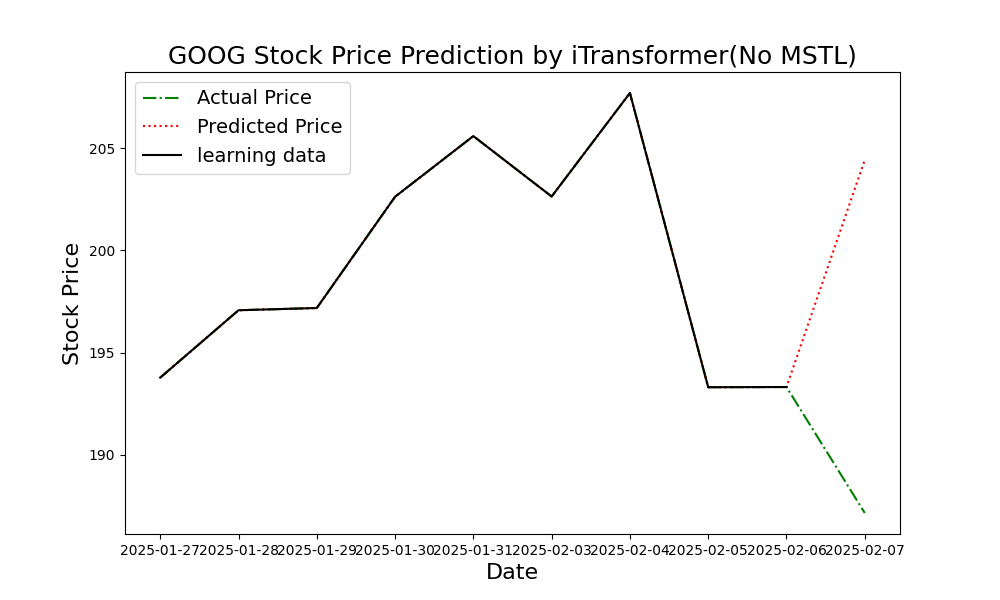 GOOG Stock Price Prediction by iTransformer(No MSTL)
Actual Price
Predicted Price
learning data
205
200
195
190
Stock Price
2025-01-27 2025-01-28 2025-01-29 2025-01-30 2025-01-31 2025-02-03 2025-02-04 2025-02-05 2025-02-06 2025-02-07
Date